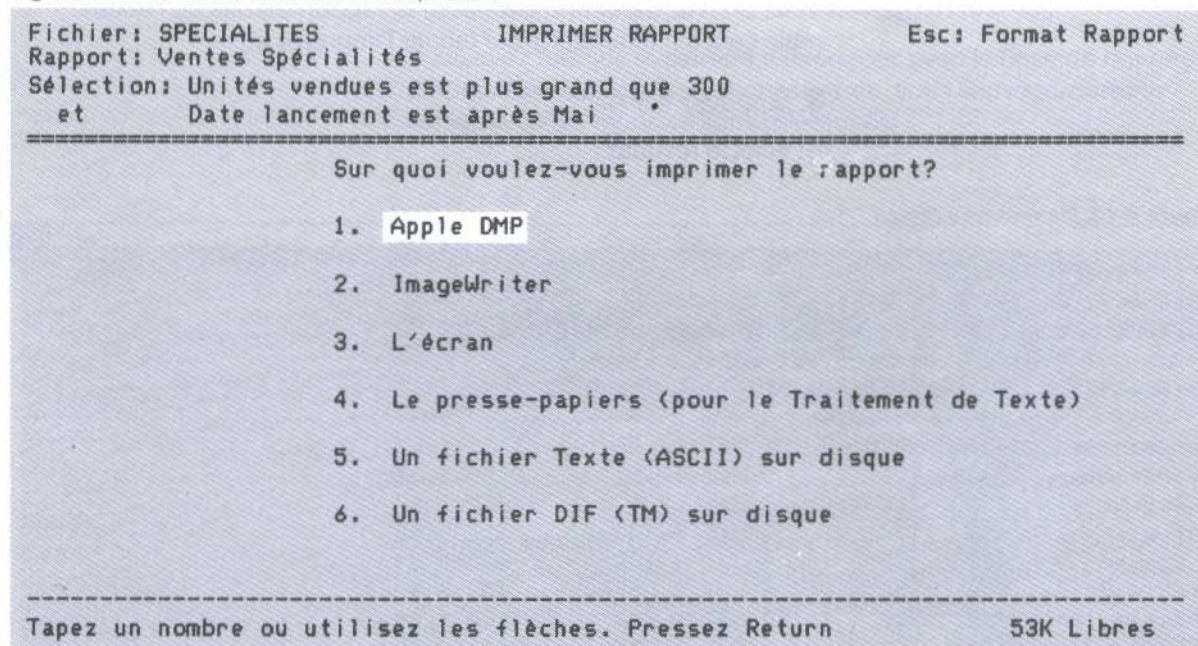 Fichier: SPECIALITES IMPRIMER RAPPORT Esc: Format Rapport
Rapport: Ventes Spécialités
Sélection: Unités vendues est plus grand que 300
et Date lancement est après Mai
Sur quoi voulez-vous imprimer le rapport?
1. Apple DMP
2. ImageWriter
3. L'écran
4. Le presse-papiers (pour le Traitement de Texte)
5. Un fichier Texte (ASCII) sur disque
6. Un fichier DIF (TM) sur disque
Tapez un nombre ou utilisez les flèches. Pressez Return 53K Libres